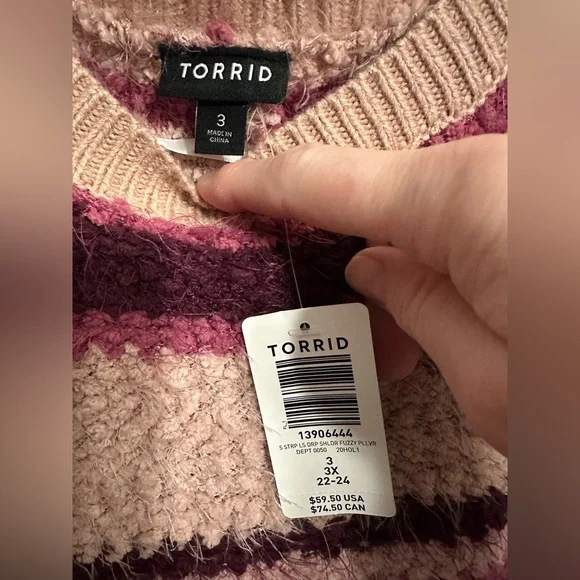 TORRID
3
MADE IN
CHINA
TORRID
13906444
S STRP LS DRP SHLDR FUZZY PLLVR
DEPT 0050 20HOL1
3
3X
22-24
$59.50 USA
$74.50 CAN